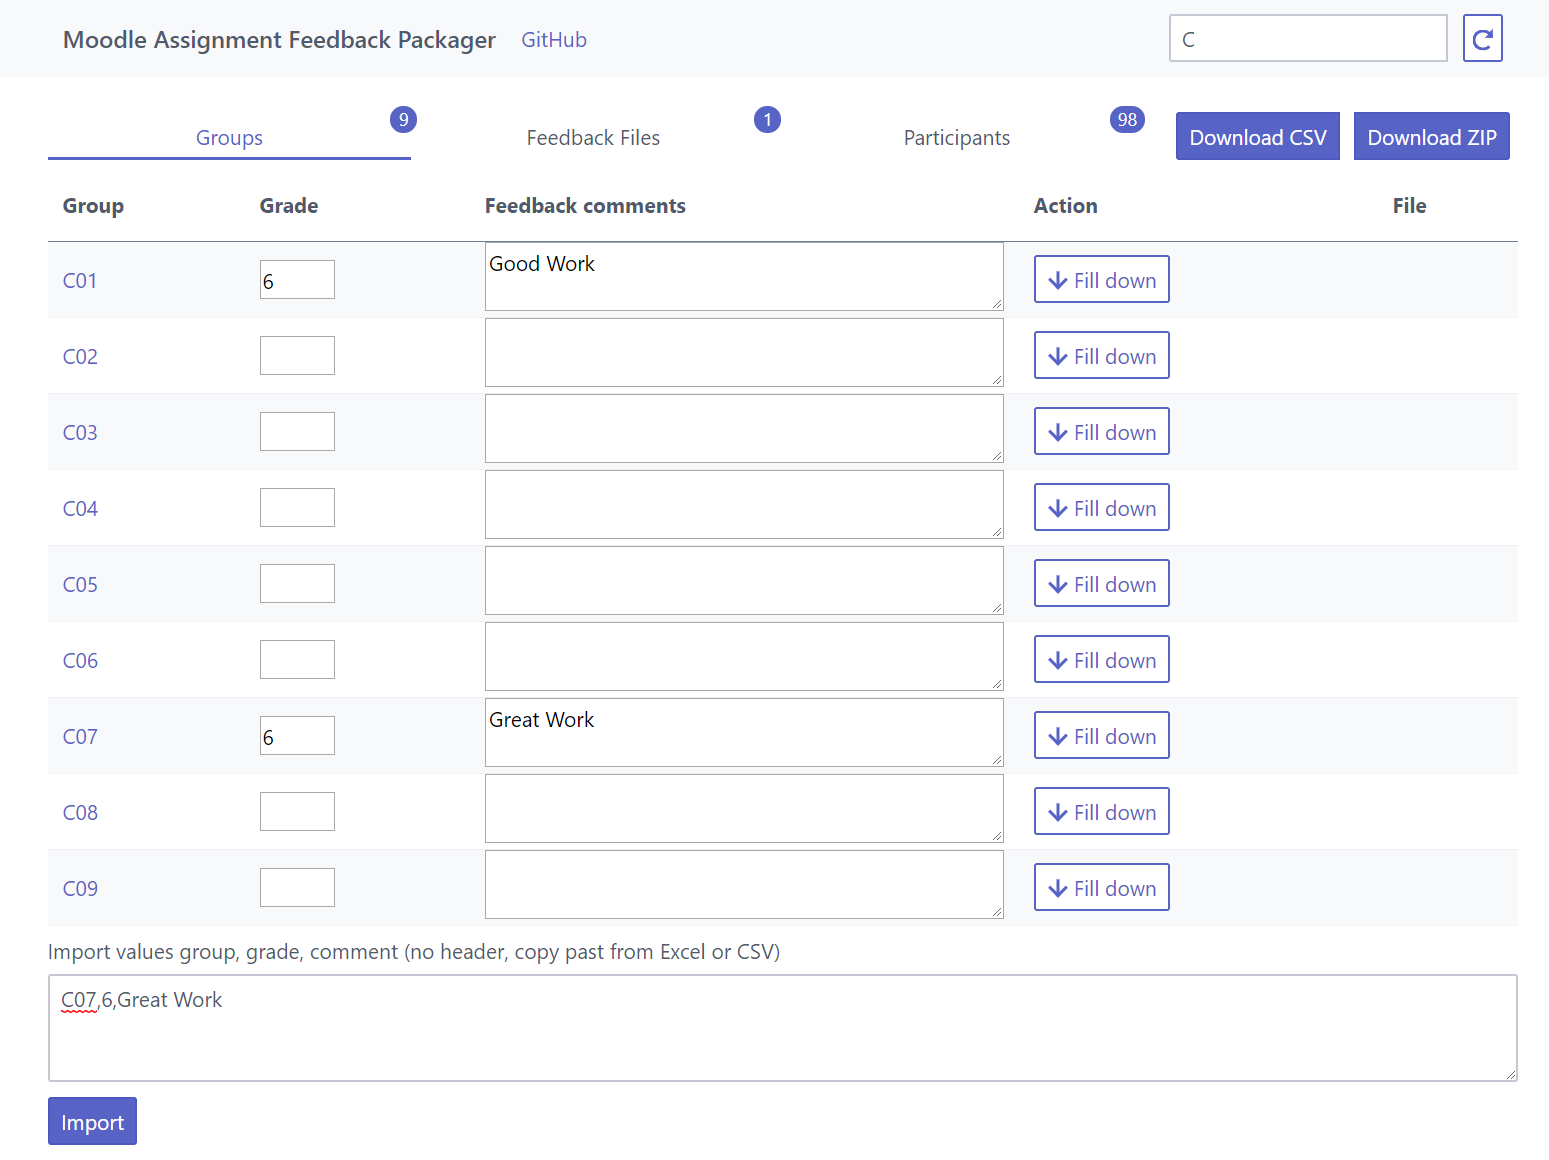 Moodle Assignment Feedback Packager GitHub C
Groups 9 Feedback Files 1 Participants 98 Download CSV Download ZIP
Group Grade Feedback comments Action File
C01 6 Good Work Fill down
C02 Fill down
C03 Fill down
C04 Fill down
C05 Fill down
C06 Fill down
C07 6 Great Work Fill down
C08 Fill down
C09 Fill down
Import values group, grade, comment (no header, copy past from Excel or CSV)
C07,6,Great Work
Import